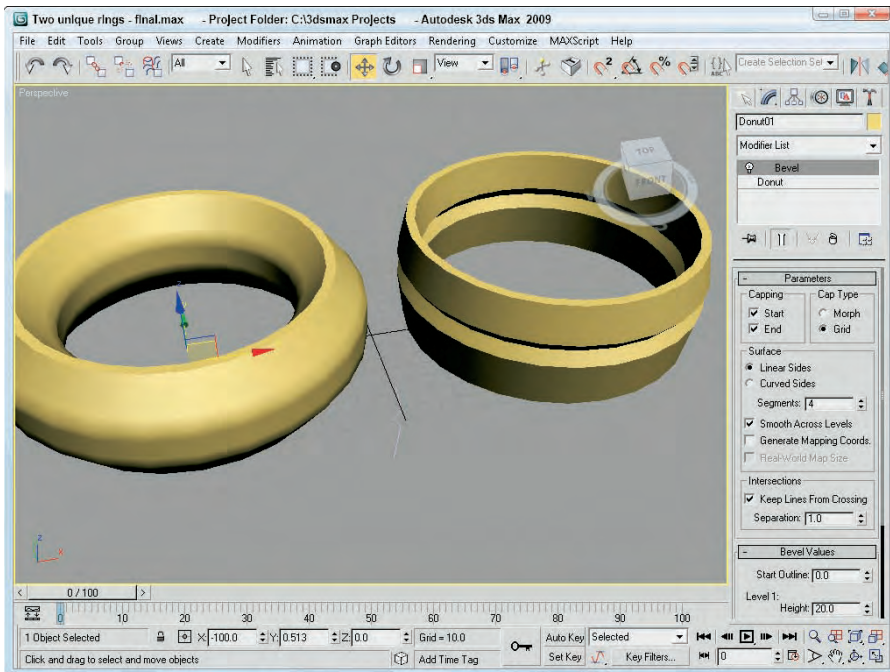 Two unique rings - final.max - Project Folder: C:\3dsmax Projects - Autodesk 3ds Max 2009
File Edit Tools Group Views Create Modifiers Animation Graph Editors Rendering Customize MAXScript Help
All View Create Selection Set
Perspective
TOP
FRONT
Donut01
Modifier List
Bevel
Donut
- Parameters
Capping Cap Type
Start Morph
End Grid
Surface
Linear Sides
Curved Sides
Segments: 4
Smooth Across Levels
Generate Mapping Coords.
Real-World Map Size
Intersections
Keep Lines From Crossing
Separation: 1.0
- Bevel Values
Start Outline: 0.0
Level 1:
Height: 20.0
z
x
< 0 / 100 >
0 10 20 30 40 50 60 70 80 90 100
1 Object Selected X: -100.0 Y: 0.513 Z: 0.0 Grid = 10.0 Auto Key Selected
Click and drag to select and move objects Add Time Tag Set Key Key Filters... 0